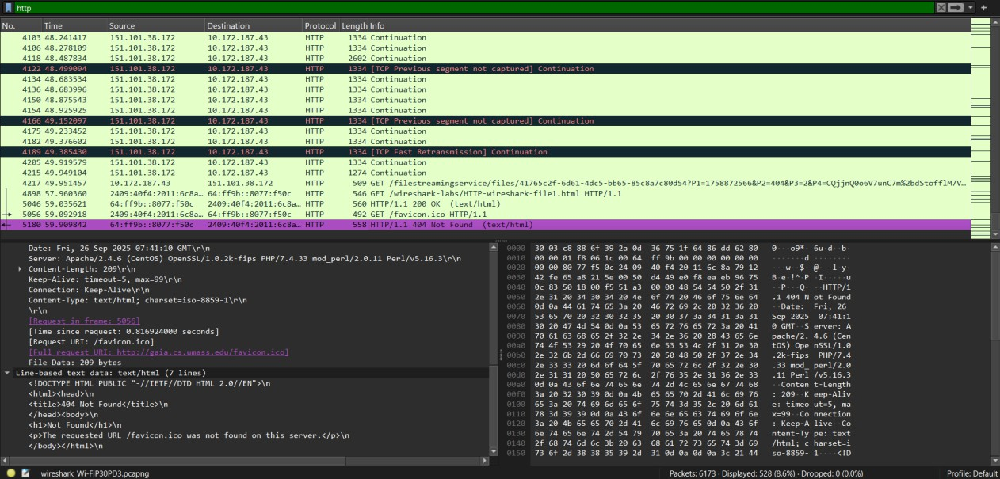 http
No. Time Source Destination Protocol Length Info
4103 48.241417 151.101.38.172 10.172.187.43 HTTP 1334 Continuation
4106 48.278109 151.101.38.172 10.172.187.43 HTTP 1334 Continuation
4118 48.487834 151.101.38.172 10.172.187.43 HTTP 2602 Continuation
4122 48.499094 151.101.38.172 10.172.187.43 HTTP 1334 [TCP Previous segment not captured] Continuation
4134 48.683534 151.101.38.172 10.172.187.43 HTTP 1334 Continuation
4136 48.683996 151.101.38.172 10.172.187.43 HTTP 1334 Continuation
4150 48.875543 151.101.38.172 10.172.187.43 HTTP 1334 Continuation
4154 48.925925 151.101.38.172 10.172.187.43 HTTP 1334 Continuation
4166 49.152097 151.101.38.172 10.172.187.43 HTTP 1334 [TCP Previous segment not captured] Continuation
4175 49.233452 151.101.38.172 10.172.187.43 HTTP 1334 Continuation
4182 49.376602 151.101.38.172 10.172.187.43 HTTP 1334 Continuation
4189 49.385430 151.101.38.172 10.172.187.43 HTTP 1334 [TCP Fast Retransmission] Continuation
4205 49.919579 151.101.38.172 10.172.187.43 HTTP 1334 Continuation
4215 49.949104 151.101.38.172 10.172.187.43 HTTP 1274 Continuation
4217 49.951457 10.172.187.43 151.101.38.172 HTTP 509 GET /filestreamingservice/files/41765c2f-6d61-4dc5-bb65-85c8a7c80d54?P1=1758872566&P2=404&P3=2&P4=CQjjnQ0o6V7unC7m%2bdStofflM7V…
4898 57.960360 2409:40f4:2011:6c8a… 64:ff9b::8077:f50c HTTP 546 GET /wireshark-labs/HTTP-wireshark-file1.html HTTP/1.1
5046 59.035621 64:ff9b::8077:f50c 2409:40f4:2011:6c8a… HTTP 560 HTTP/1.1 200 OK (text/html)
5056 59.092918 2409:40f4:2011:6c8a… 64:ff9b::8077:f50c HTTP 492 GET /favicon.ico HTTP/1.1
5180 59.909842 64:ff9b::8077:f50c 2409:40f4:2011:6c8a… HTTP 558 HTTP/1.1 404 Not Found (text/html)
Date: Fri, 26 Sep 2025 07:41:10 GMT\r\n
Server: Apache/2.4.6 (CentOS) OpenSSL/1.0.2k-fips PHP/7.4.33 mod_perl/2.0.11 Perl/v5.16.3\r\n
Content-Length: 209\r\n
Keep-Alive: timeout=5, max=99\r\n
Connection: Keep-Alive\r\n
Content-Type: text/html; charset=iso-8859-1\r\n
\r\n
[Request in frame: 5056]
[Time since request: 0.816924000 seconds]
[Request URI: /favicon.ico]
[Full request URI: http://gaia.cs.umass.edu/favicon.ico]
File Data: 209 bytes
Line-based text data: text/html (7 lines)
<!DOCTYPE HTML PUBLIC "-//IETF//DTD HTML 2.0//EN">\n
<html><head>\n
<title>404 Not Found</title>\n
</head><body>\n
<h1>Not Found</h1>\n
<p>The requested URL /favicon.ico was not found on this server.</p>\n
</body></html>\n
0000 30 03 c8 88 6f 39 2a 0d 36 75 1f 64 86 dd 62 80 0···o9*· 6u·d··b·
0010 00 00 01 f8 06 1c 00 64 ff 9b 00 00 00 00 00 00 ·······d ········
0020 00 00 80 77 f5 0c 24 09 40 f4 20 11 6c 8a 79 12 ···w··$· @· ·l·y·
0030 42 fe 65 a8 21 5e 00 50 d4 49 e0 f8 ea eb 96 75 B·e·!^·P ·I·····u
0040 0c 83 50 18 00 f5 51 a3 00 00 48 54 54 50 2f 31 ··P···Q· ··HTTP/1
0050 2e 31 20 34 30 34 20 4e 6f 74 20 46 6f 75 6e 64 .1 404 N ot Found
0060 0d 0a 44 61 74 65 3a 20 46 72 69 2c 20 32 36 20 ··Date:  Fri, 26 
0070 53 65 70 20 32 30 32 35 20 30 37 3a 34 31 3a 31 Sep 2025  07:41:1
0080 30 20 47 4d 54 0d 0a 53 65 72 76 65 72 3a 20 41 0 GMT··S erver: A
0090 70 61 63 68 65 2f 32 2e 34 2e 36 20 28 43 65 6e pache/2. 4.6 (Cen
00a0 74 4f 53 29 20 4f 70 65 6e 53 53 4c 2f 31 2e 30 tOS) Ope nSSL/1.0
00b0 2e 32 6b 2d 66 69 70 73 20 50 48 50 2f 37 2e 34 .2k-fips  PHP/7.4
00c0 2e 33 33 20 6d 6f 64 5f 70 65 72 6c 2f 32 2e 30 .33 mod_ perl/2.0
00d0 2e 31 31 20 50 65 72 6c 2f 76 35 2e 31 36 2e 33 .11 Perl /v5.16.3
00e0 0d 0a 43 6f 6e 74 65 6e 74 2d 4c 65 6e 67 74 68 ··Conten t-Length
00f0 3a 20 32 30 39 0d 0a 4b 65 65 70 2d 41 6c 69 76 : 209··K eep-Aliv
0100 65 3a 20 74 69 6d 65 6f 75 74 3d 35 2c 20 6d 61 e: timeo ut=5, ma
0110 78 3d 39 39 0d 0a 43 6f 6e 6e 65 63 74 69 6f 6e x=99··Co nnection
0120 3a 20 4b 65 65 70 2d 41 6c 69 76 65 0d 0a 43 6f : Keep-A live··Co
0130 6e 74 65 6e 74 2d 54 79 70 65 3a 20 74 65 78 74 ntent-Ty pe: text
0140 2f 68 74 6d 6c 3b 20 63 68 61 72 73 65 74 3d 69 /html; c harset=i
0150 73 6f 2d 38 38 35 39 2d 31 0d 0a 0d 0a 3c 21 44 so-8859- 1····<!D
wireshark_Wi-FiP30PD3.pcapng Packets: 6173 · Displayed: 528 (8.6%) · Dropped: 0 (0.0%) Profile: Default